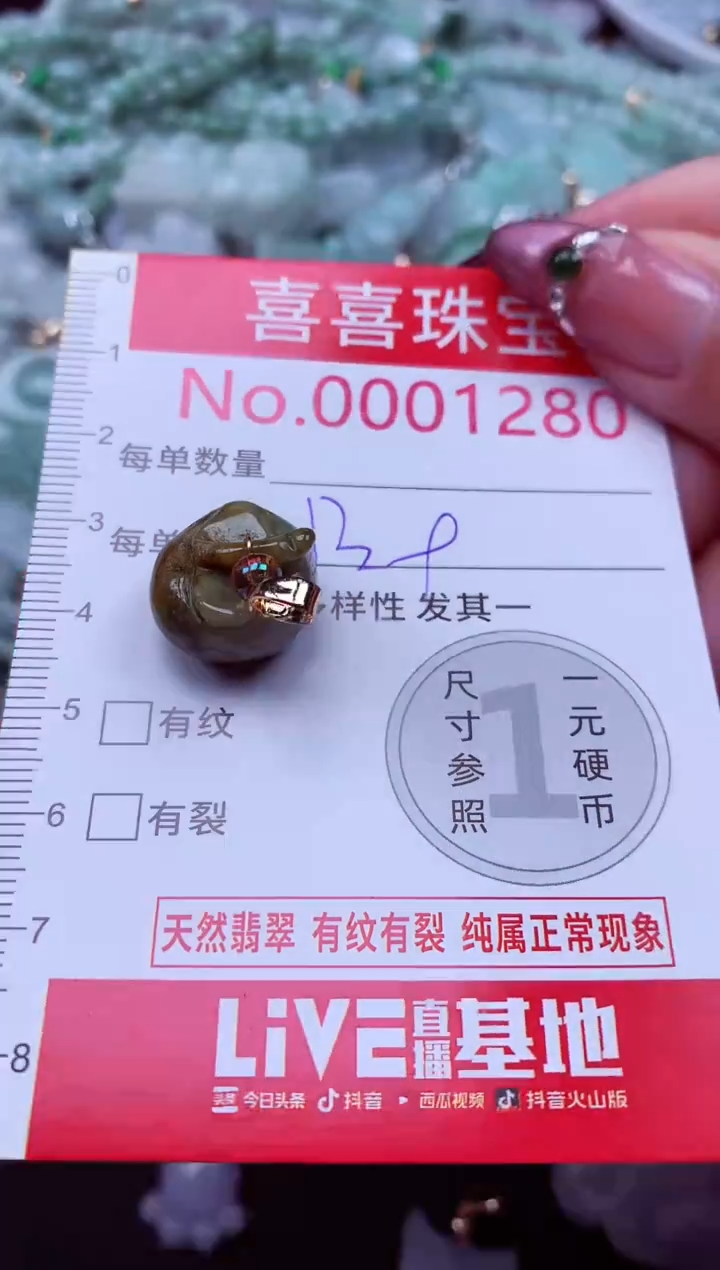 喜喜珠宝
No.0001280
每单数量
每单
样性 发其一
有纹
有裂
尺寸参照
1
一元硬币
天然翡翠 有纹有裂 纯属正常现象
LiVE直播基地
今日头条 抖音 西瓜视频 抖音火山版
0
1
2
3
4
5
6
7
8